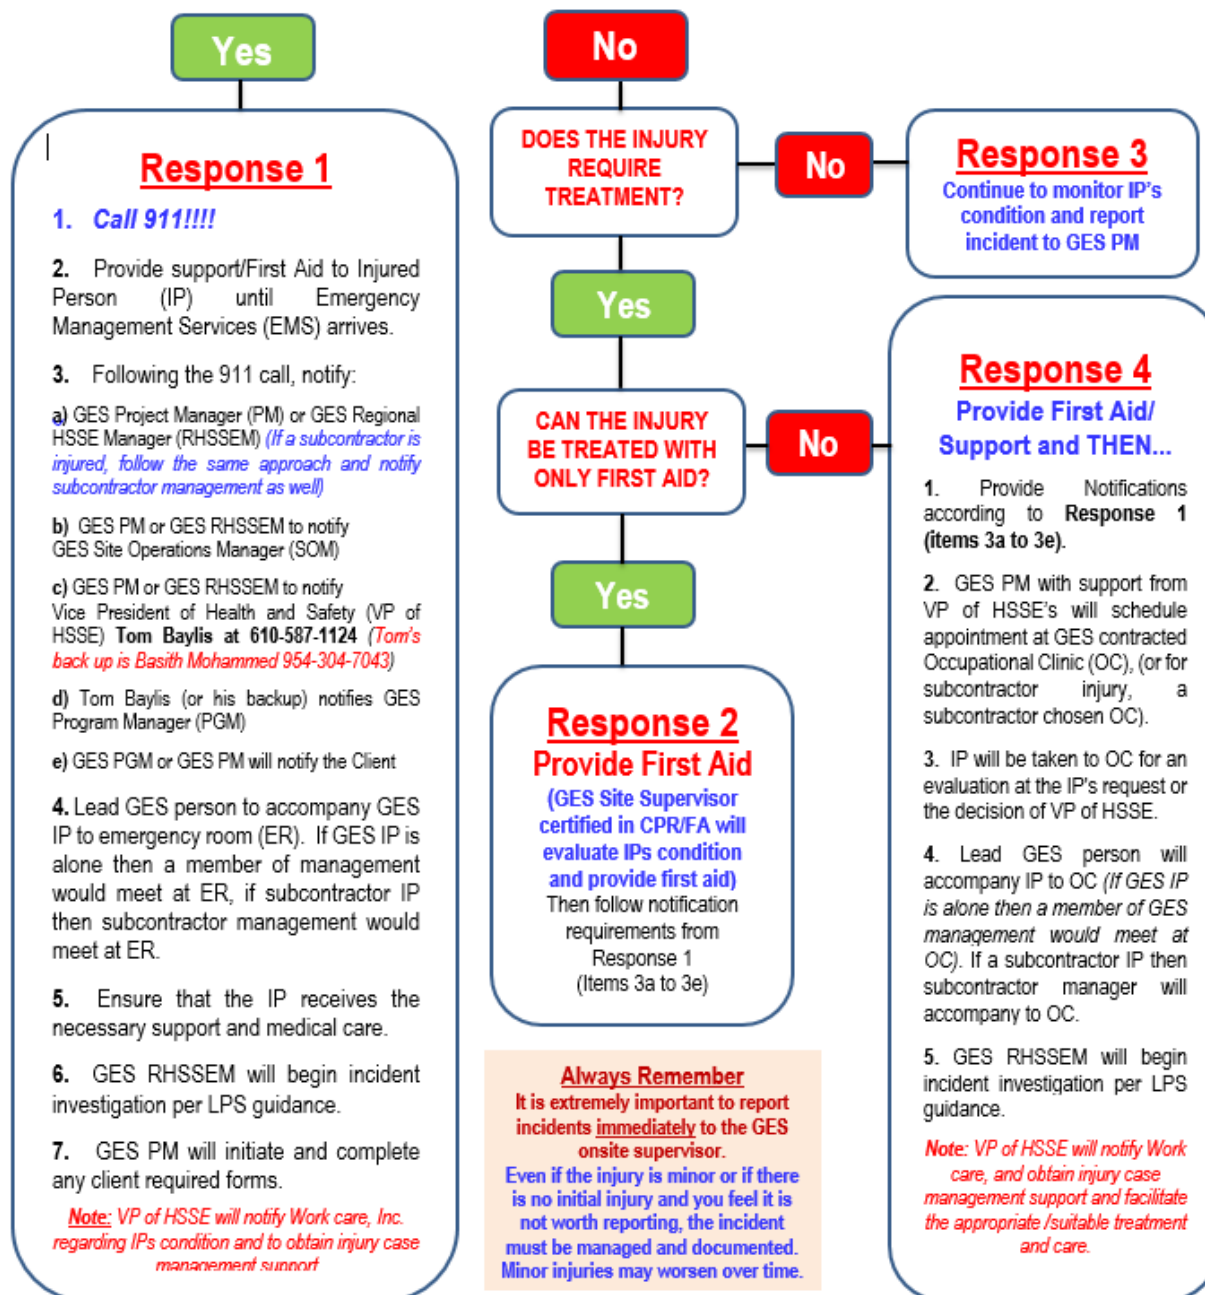 Yes
Response 1
1. Call 911!!!!
2. Provide support/First Aid to Injured
Person (IP) until Emergency
Management Services (EMS) arrives.
3. Following the 911 call, notify:
a) GES Project Manager (PM) or GES Regional
HSSE Manager (RHSSEM) (If a subcontractor is
injured, follow the same approach and notify
subcontractor management as well)
b) GES PM or GES RHSSEM to notify
GES Site Operations Manager (SOM)
c) GES PM or GES RHSSEM to notify
Vice President of Health and Safety (VP of
HSSE) Tom Baylis at 610-587-1124 (Tom's
back up is Basith Mohammed 954-304-7043)
d) Tom Baylis (or his backup) notifies GES
Program Manager (PGM)
e) GES PGM or GES PM will notify the Client
4. Lead GES person to accompany GES
IP to emergency room (ER). If GES IP is
alone then a member of management
would meet at ER, if subcontractor IP
then subcontractor management would
meet at ER.
5. Ensure that the IP receives the
necessary support and medical care.
6. GES RHSSEM will begin incident
investigation per LPS guidance.
7. GES PM will initiate and complete
any client required forms.
Note: VP of HSSE will notify Work care, Inc.
regarding IPs condition and to obtain injury case
management support
No
DOES THE INJURY
REQUIRE
TREATMENT?
No
Response 3
Continue to monitor IP's
condition and report
incident to GES PM
Yes
CAN THE INJURY
BE TREATED WITH
ONLY FIRST AID?
No
Response 4
Provide First Aid/
Support and THEN...
1. Provide Notifications
according to Response 1
(items 3a to 3e).
2. GES PM with support from
VP of HSSE's will schedule
appointment at GES contracted
Occupational Clinic (OC), (or for
subcontractor injury, a
subcontractor chosen OC).
3. IP will be taken to OC for an
evaluation at the IP's request or
the decision of VP of HSSE.
4. Lead GES person will
accompany IP to OC (If GES IP
is alone then a member of GES
management would meet at
OC). If a subcontractor IP then
subcontractor manager will
accompany to OC.
5. GES RHSSEM will begin
incident investigation per LPS
guidance.
Note: VP of HSSE will notify Work
care, and obtain injury case
management support and facilitate
the appropriate /suitable treatment
and care.
Yes
Response 2
Provide First Aid
(GES Site Supervisor
certified in CPR/FA will
evaluate IPs condition
and provide first aid)
Then follow notification
requirements from
Response 1
(Items 3a to 3e)
Always Remember
It is extremely important to report
incidents immediately to the GES
onsite supervisor.
Even if the injury is minor or if there
is no initial injury and you feel it is
not worth reporting, the incident
must be managed and documented.
Minor injuries may worsen over time.